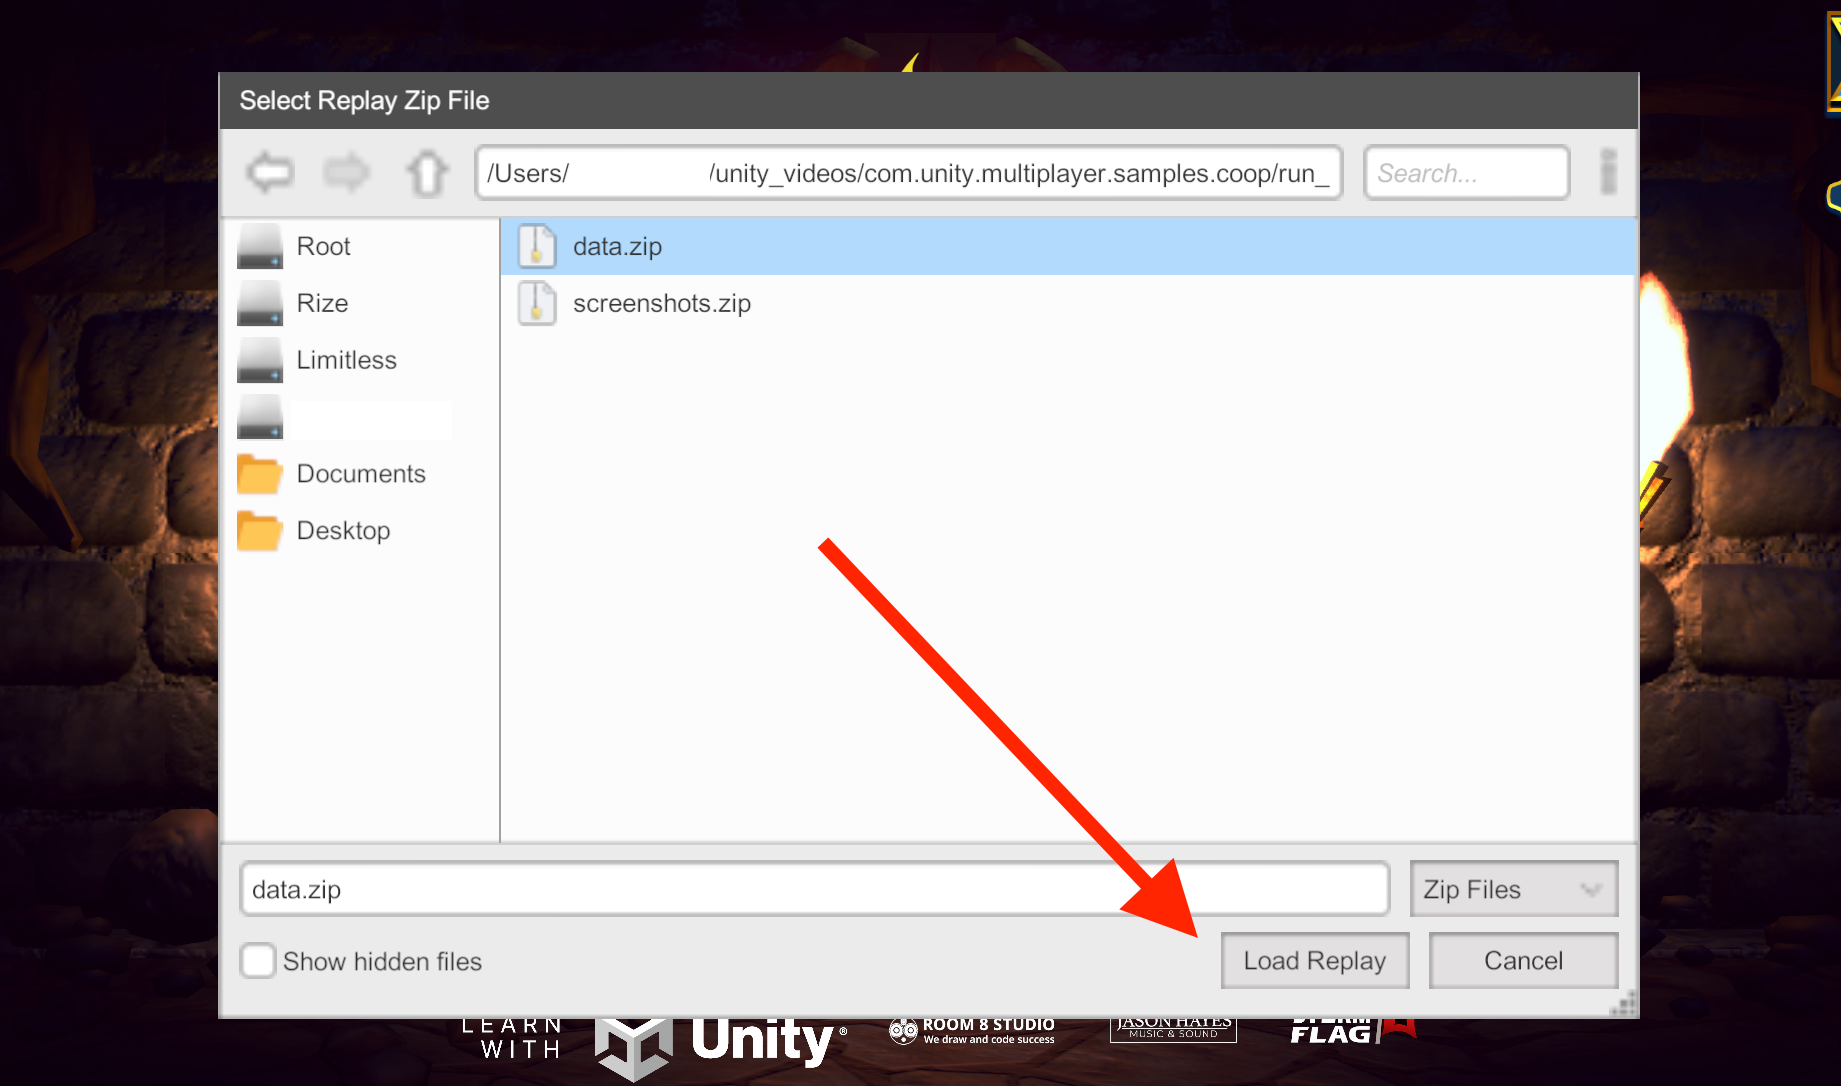 Select Replay Zip File
/Users/ /unity_videos/com.unity.multiplayer.samples.coop/run_
Search...
Root
Rize
Limitless
Documents
Desktop
data.zip
screenshots.zip
data.zip
Zip Files
Show hidden files
Load Replay
Cancel
LEARN
WITH
Unity®
ROOM 8 STUDIO
We draw and code success
JASON HAYES
MUSIC & SOUND
FLAG